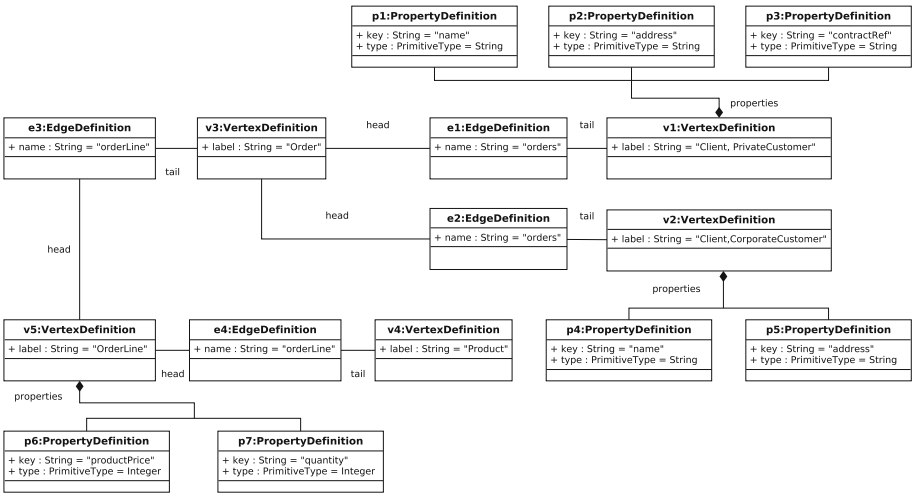 p1:PropertyDefinition
+ key : String = "name"
+ type : PrimitiveType = String
p2:PropertyDefinition
+ key : String = "address"
+ type : PrimitiveType = String
p3:PropertyDefinition
+ key : String = "contractRef"
+ type : PrimitiveType = String
properties
e3:EdgeDefinition
+ name : String = "orderLine"
tail
v3:VertexDefinition
+ label : String = "Order"
head
e1:EdgeDefinition
+ name : String = "orders"
tail
v1:VertexDefinition
+ label : String = "Client, PrivateCustomer"
head
e2:EdgeDefinition
+ name : String = "orders"
tail
v2:VertexDefinition
+ label : String = "Client,CorporateCustomer"
head
properties
v5:VertexDefinition
+ label : String = "OrderLine"
head
e4:EdgeDefinition
+ name : String = "orderLine"
tail
v4:VertexDefinition
+ label : String = "Product"
p4:PropertyDefinition
+ key : String = "name"
+ type : PrimitiveType = String
p5:PropertyDefinition
+ key : String = "address"
+ type : PrimitiveType = String
properties
p6:PropertyDefinition
+ key : String = "productPrice"
+ type : PrimitiveType = Integer
p7:PropertyDefinition
+ key : String = "quantity"
+ type : PrimitiveType = Integer